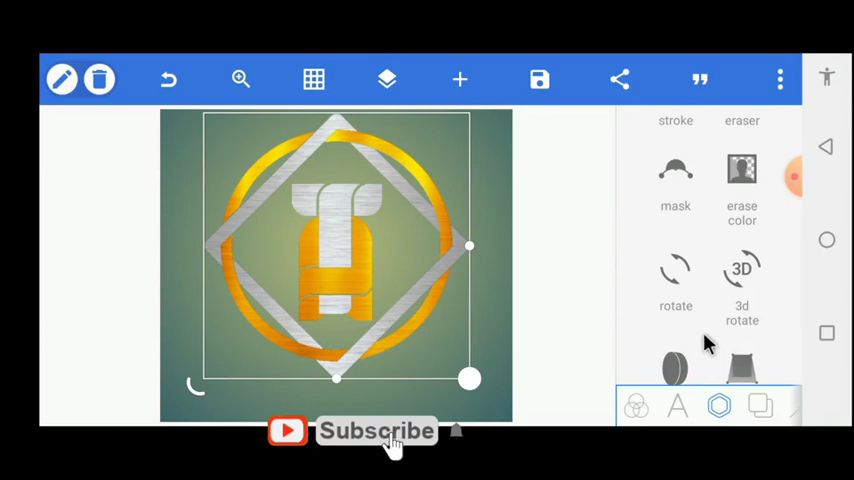 stroke eraser
mask erase color
3D
rotate 3d rotate
A
Subscribe